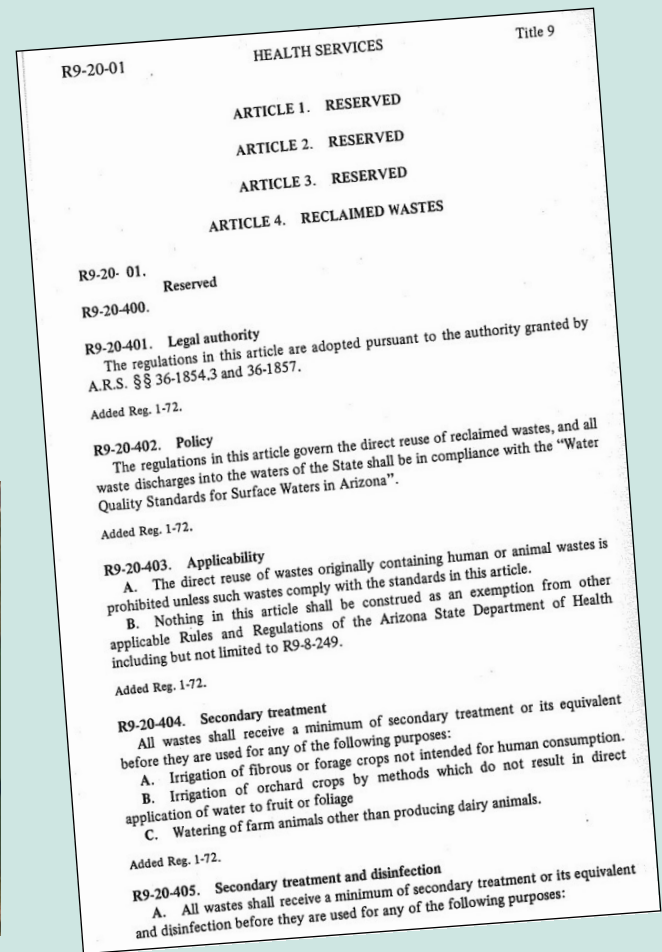 R9-20-01 HEALTH SERVICES Title 9
ARTICLE 1. RESERVED
ARTICLE 2. RESERVED
ARTICLE 3. RESERVED
ARTICLE 4. RECLAIMED WASTES
R9-20- 01.
Reserved
R9-20-400.
R9-20-401. Legal authority
The regulations in this article are adopted pursuant to the authority granted by
A.R.S. §§ 36-1854.3 and 36-1857.
Added Reg. 1-72.
R9-20-402. Policy
The regulations in this article govern the direct reuse of reclaimed wastes, and all
waste discharges into the waters of the State shall be in compliance with the “Water
Quality Standards for Surface Waters in Arizona”.
Added Reg. 1-72.
R9-20-403. Applicability
A. The direct reuse of wastes originally containing human or animal wastes is
prohibited unless such wastes comply with the standards in this article.
B. Nothing in this article shall be construed as an exemption from other
applicable Rules and Regulations of the Arizona State Department of Health
including but not limited to R9-8-249.
Added Reg. 1-72.
R9-20-404. Secondary treatment
All wastes shall receive a minimum of secondary treatment or its equivalent
before they are used for any of the following purposes:
A. Irrigation of fibrous or forage crops not intended for human consumption.
B. Irrigation of orchard crops by methods which do not result in direct
application of water to fruit or foliage
C. Watering of farm animals other than producing dairy animals.
Added Reg. 1-72.
R9-20-405. Secondary treatment and disinfection
A. All wastes shall receive a minimum of secondary treatment or its equivalent
and disinfection before they are used for any of the following purposes: